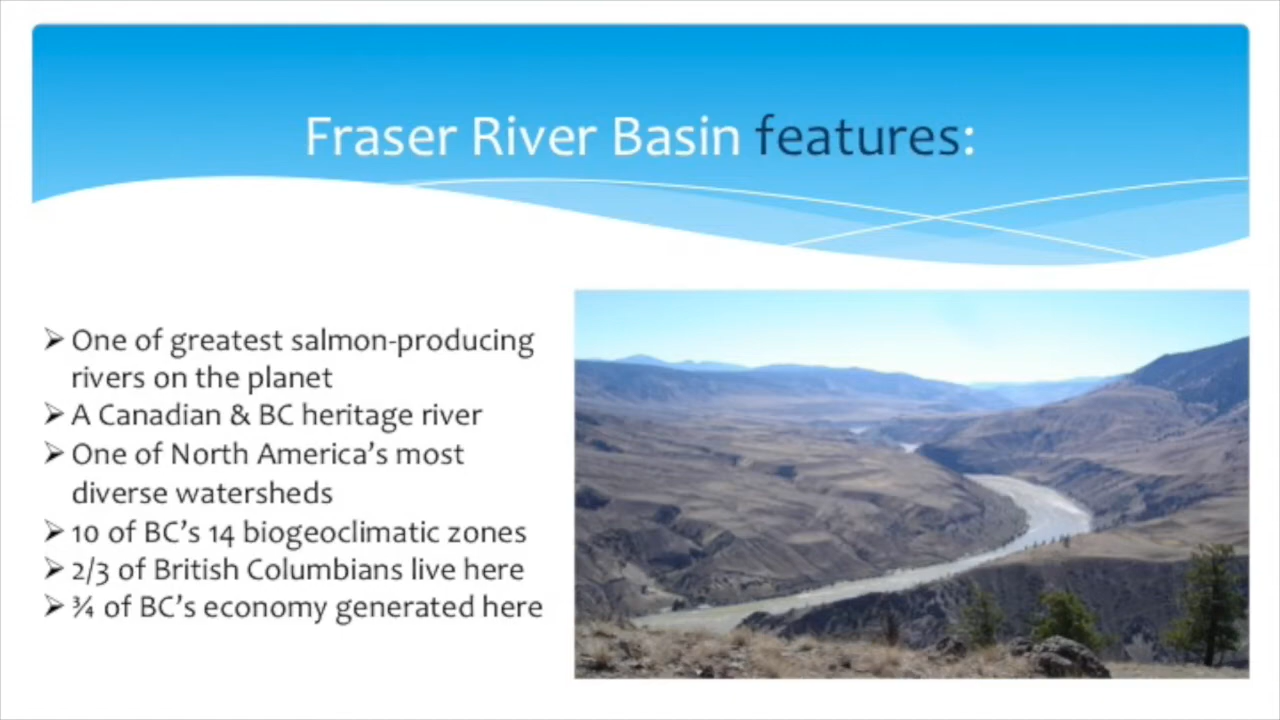 Fraser River Basin features:
➢ One of greatest salmon-producing
rivers on the planet
➢ A Canadian & BC heritage river
➢ One of North America's most
diverse watersheds
➢ 10 of BC's 14 biogeoclimatic zones
➢ 2/3 of British Columbians live here
➢ ¾ of BC's economy generated here